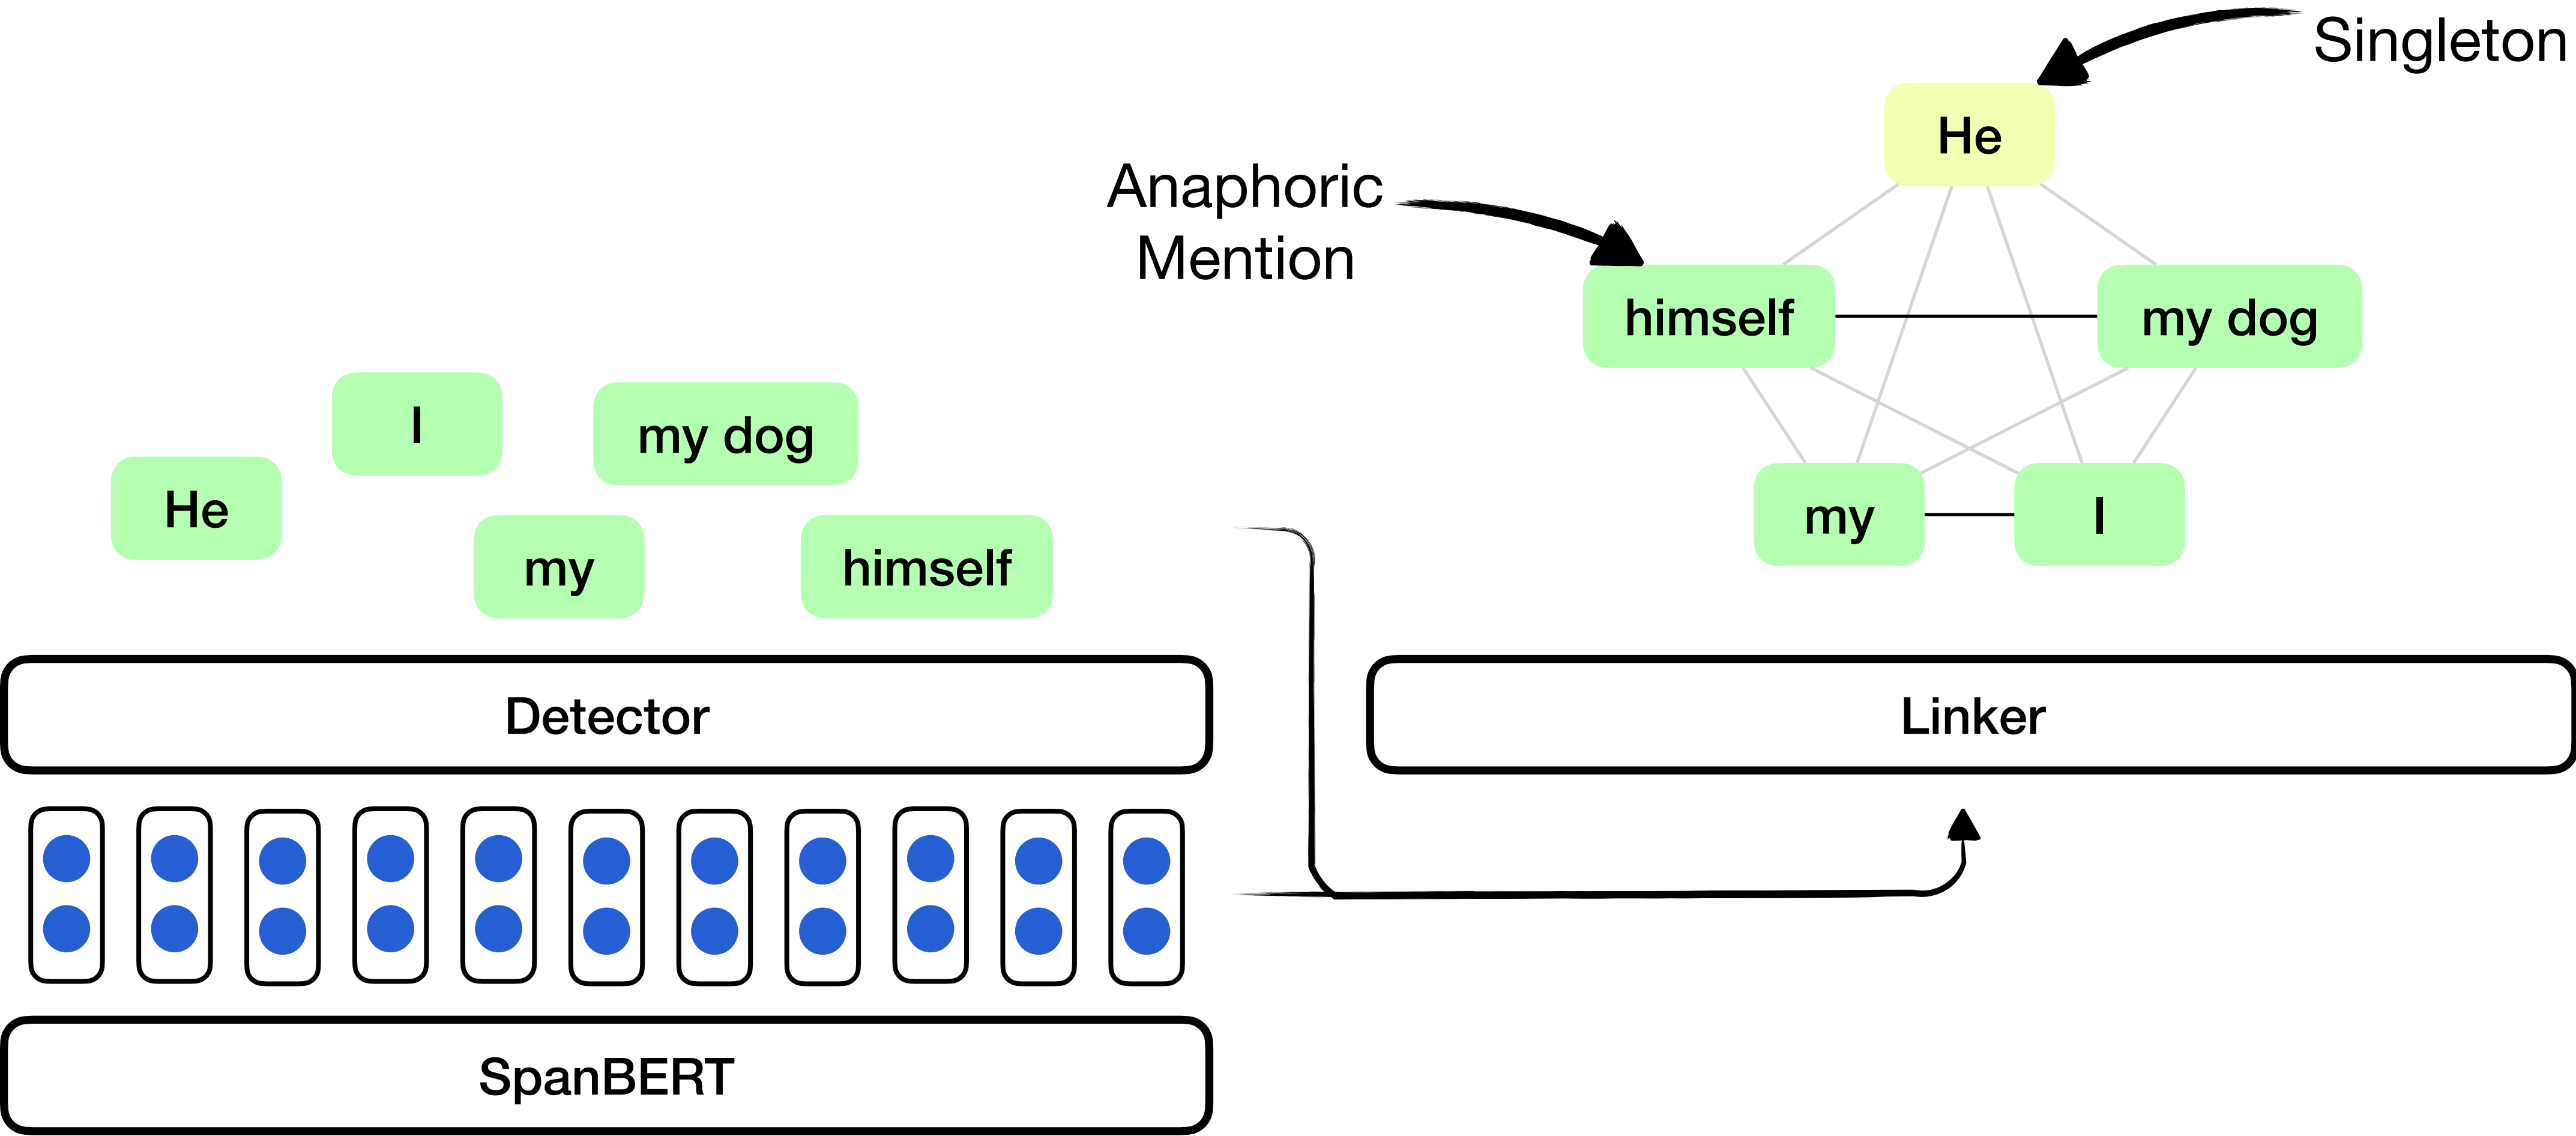 Singleton
He
Anaphoric
Mention
himself
my dog
my
I
I
my dog
He
my
himself
Detector
Linker
SpanBERT